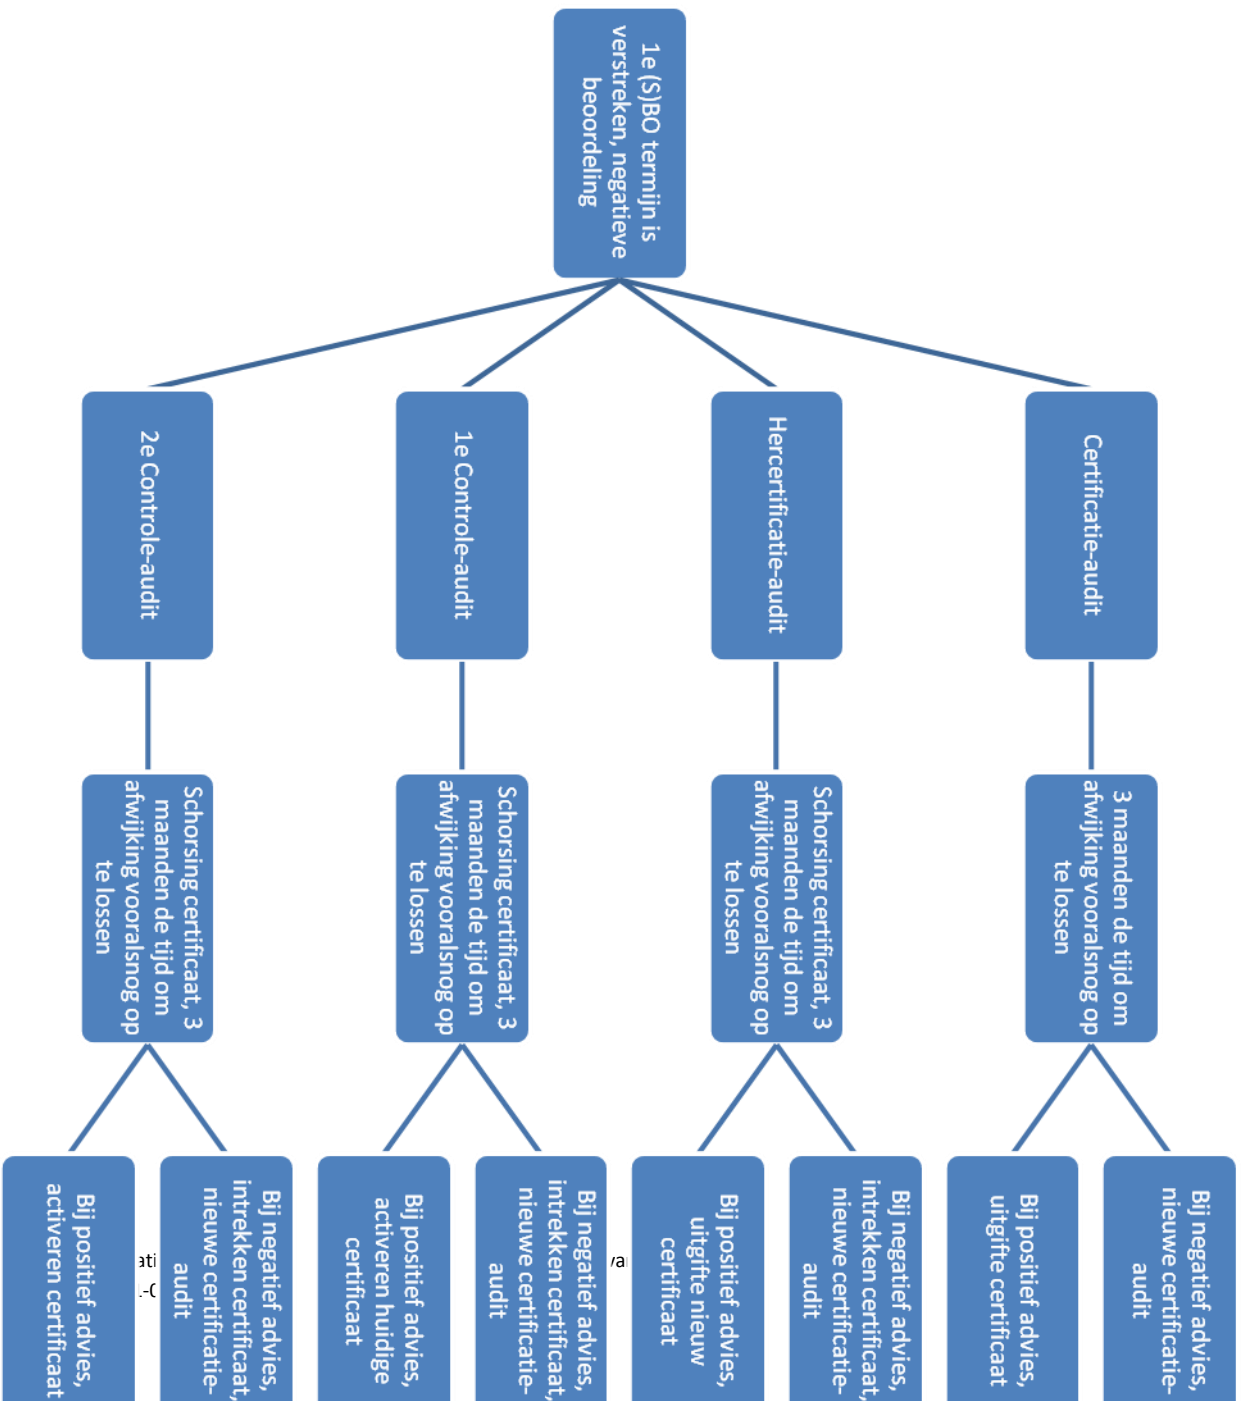 1e (S)BO termijn is
verstreken, negatieve
beoordeling
Certificatie-audit
3 maanden de tijd om
afwijking vooralsnog op
te lossen
Bij negatief advies,
nieuwe certificatie-
audit
Bij positief advies,
uitgifte certificaat
Hercertificatie-audit
Schorsing certificaat, 3
maanden de tijd om
afwijking vooralsnog op
te lossen
Bij negatief advies,
intrekken certificaat,
nieuwe certificatie-
audit
Bij positief advies,
uitgifte nieuw
certificaat
1e Controle-audit
Schorsing certificaat, 3
maanden de tijd om
afwijking vooralsnog op
te lossen
Bij negatief advies,
intrekken certificaat,
nieuwe certificatie-
audit
Bij positief advies,
activeren huidige
certificaat
2e Controle-audit
Schorsing certificaat, 3
maanden de tijd om
afwijking vooralsnog op
te lossen
Bij negatief advies,
intrekken certificaat,
nieuwe certificatie-
audit
Bij positief advies,
activeren certificaat